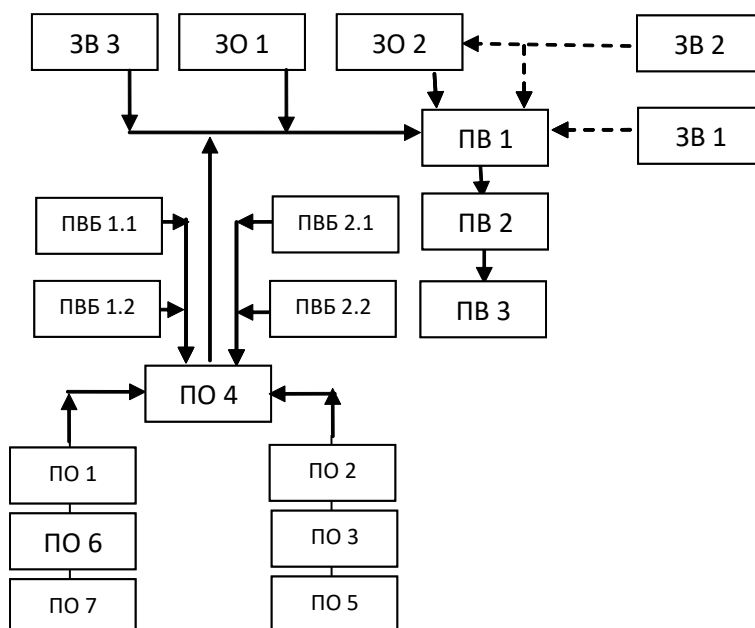 ЗВ 3
ЗО 1
ЗО 2
ЗВ 2
ПВ 1
ЗВ 1
ПВБ 1.1
ПВБ 2.1
ПВ 2
ПВБ 1.2
ПВБ 2.2
ПВ 3
ПО 4
ПО 1
ПО 2
ПО 6
ПО 3
ПО 7
ПО 5